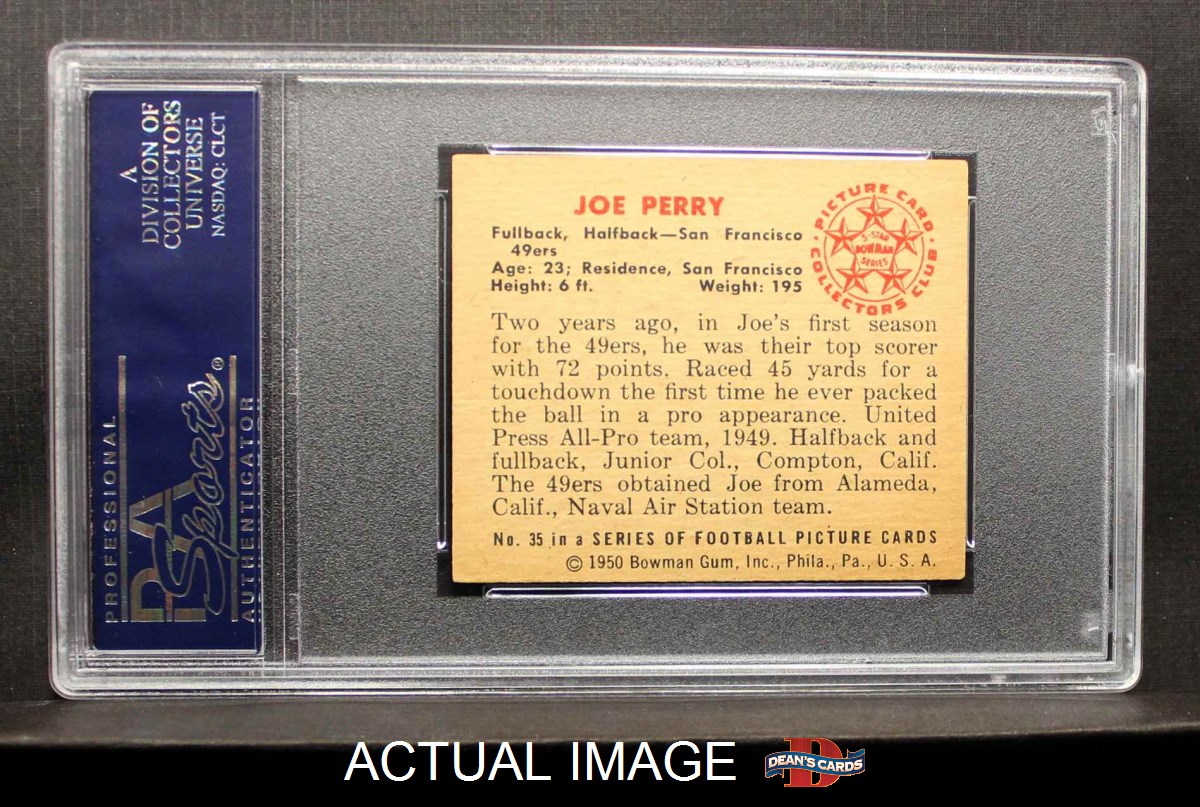 A
DIVISION OF
COLLECTORS
UNIVERSE
NASDAQ: CLCT
PROFESSIONAL
PSA
Sports®
AUTHENTICATOR
JOE PERRY
Fullback, Halfback—San Francisco
49ers
Age: 23; Residence, San Francisco
Height: 6 ft. Weight: 195
PICTURE CARD
5-STAR
BOWMAN
SERIES
COLLECTORS CLUB
Two years ago, in Joe's first season
for the 49ers, he was their top scorer
with 72 points. Raced 45 yards for a
touchdown the first time he ever packed
the ball in a pro appearance. United
Press All-Pro team, 1949. Halfback and
fullback, Junior Col., Compton, Calif.
The 49ers obtained Joe from Alameda,
Calif., Naval Air Station team.
No. 35 in a SERIES OF FOOTBALL PICTURE CARDS
© 1950 Bowman Gum, Inc., Phila., Pa., U. S. A.
ACTUAL IMAGE
D
DEAN'S CARDS